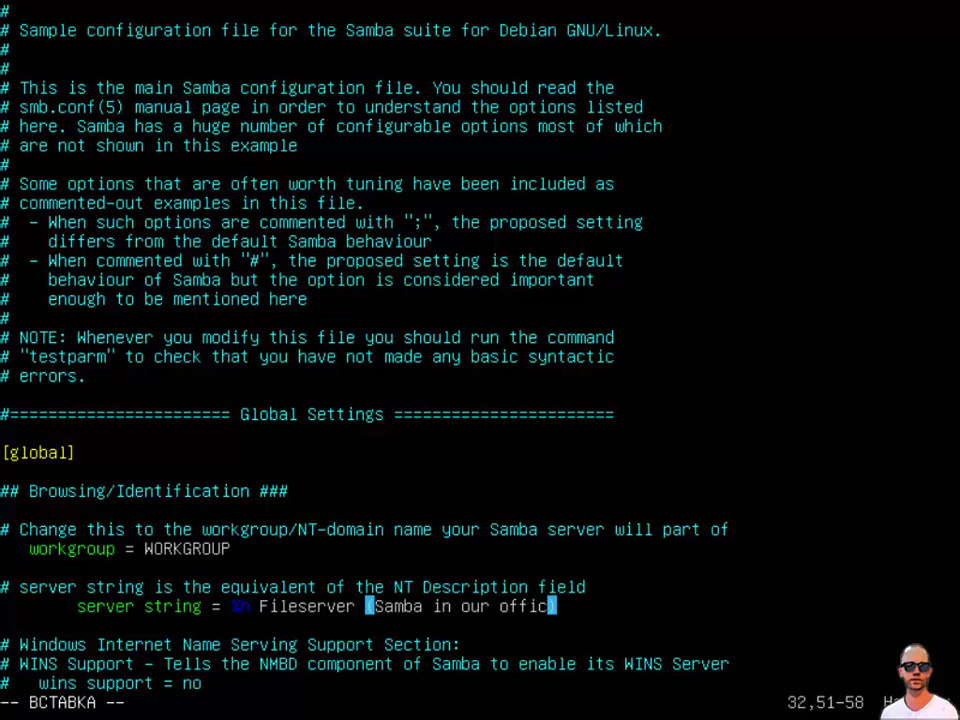 #
# Sample configuration file for the Samba suite for Debian GNU/Linux.
#
#
# This is the main Samba configuration file. You should read the
# smb.conf(5) manual page in order to understand the options listed
# here. Samba has a huge number of configurable options most of which
# are not shown in this example
#
# Some options that are often worth tuning have been included as
# commented-out examples in this file.
#  - When such options are commented with ";", the proposed setting
#    differs from the default Samba behaviour
#  - When commented with "#", the proposed setting is the default
#    behaviour of Samba but the option is considered important
#    enough to be mentioned here
#
# NOTE: Whenever you modify this file you should run the command
# "testparm" to check that you have not made any basic syntactic
# errors.
#======================= Global Settings =======================
[global]
## Browsing/Identification ###
# Change this to the workgroup/NT-domain name your Samba server will part of
   workgroup = WORKGROUP
# server string is the equivalent of the NT Description field
        server string = %h Fileserver (Samba in our offic)
# Windows Internet Name Serving Support Section:
# WINS Support - Tells the NMBD component of Samba to enable its WINS Server
#   wins support = no
-- ВСТАВКА -- 32,51-58